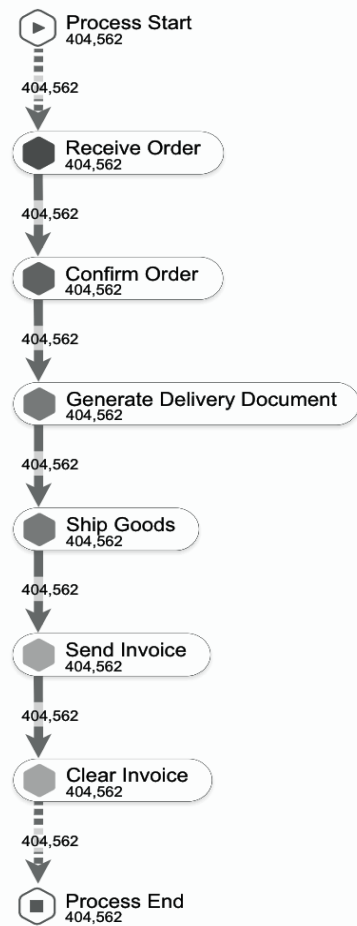 Process Start
404,562
404,562
Receive Order
404,562
404,562
Confirm Order
404,562
404,562
Generate Delivery Document
404,562
404,562
Ship Goods
404,562
404,562
Send Invoice
404,562
404,562
Clear Invoice
404,562
404,562
Process End
404,562